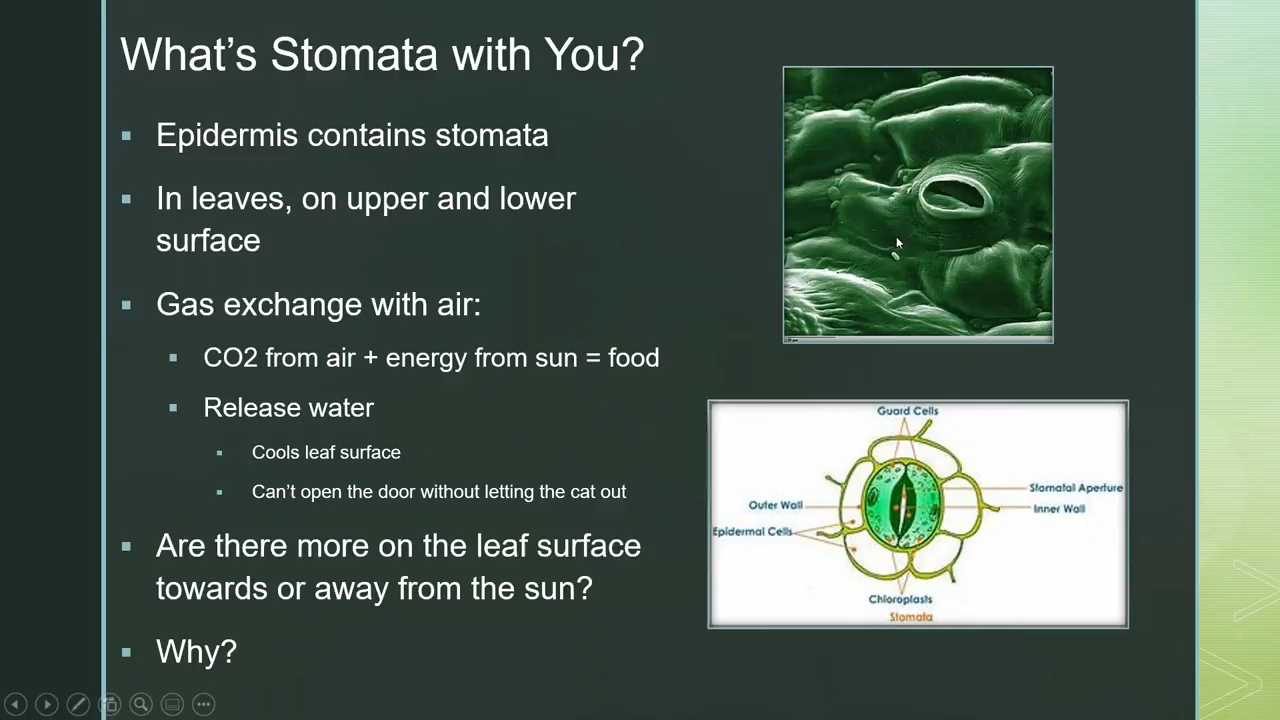 What's Stomata with You?
Epidermis contains stomata
In leaves, on upper and lower
surface
Gas exchange with air:
CO2 from air + energy from sun = food
Release water
Cools leaf surface
Can't open the door without letting the cat out
Are there more on the leaf surface
towards or away from the sun?
Why?
Guard Cells
Stomatal Aperture
Outer Wall
Inner Wall
Epidermal Cells
Chloroplasts
Stomata